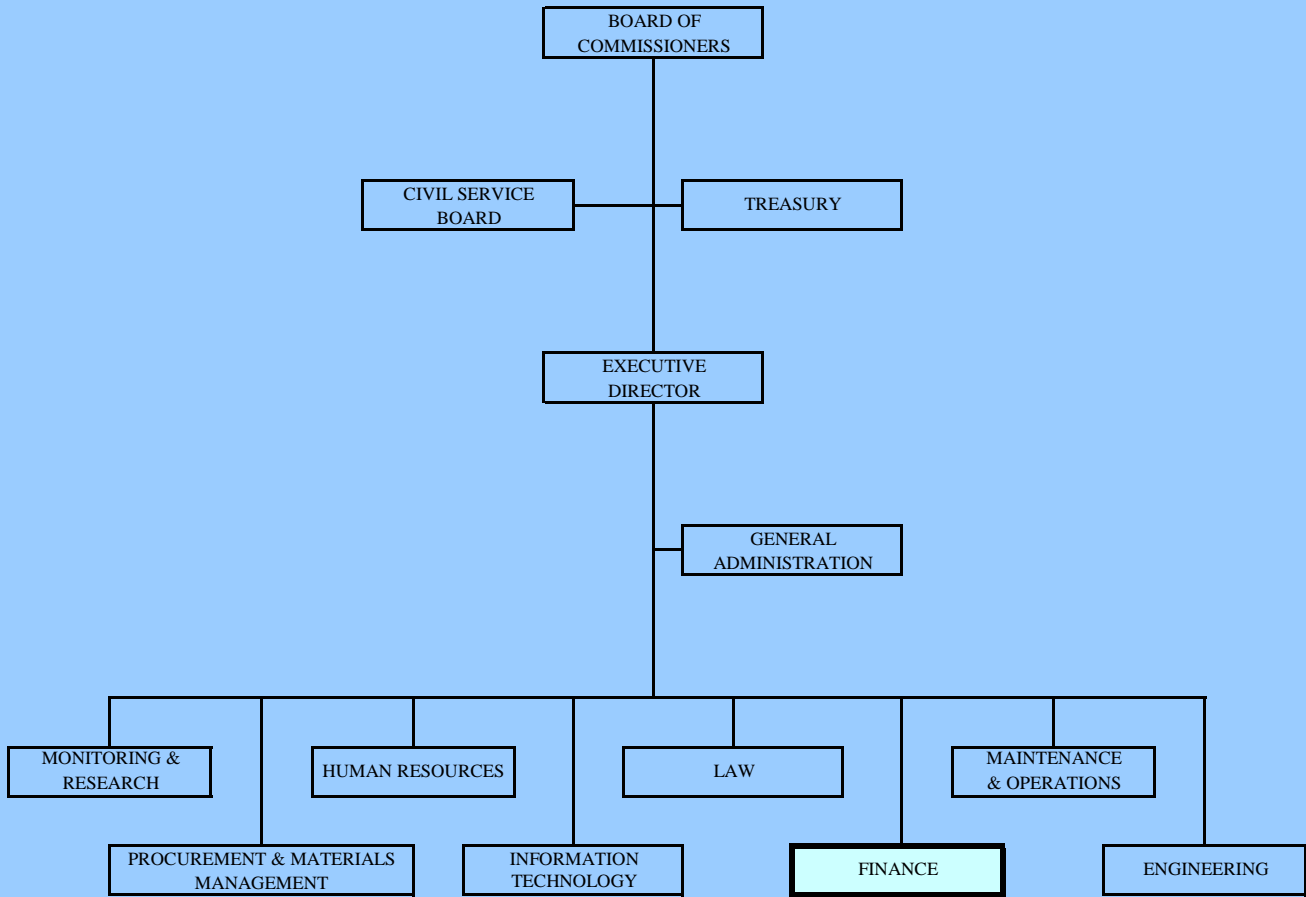 BOARD OF
COMMISSIONERS
CIVIL SERVICE
BOARD
TREASURY
EXECUTIVE
DIRECTOR
GENERAL
ADMINISTRATION
MONITORING &
RESEARCH
HUMAN RESOURCES
LAW
MAINTENANCE
& OPERATIONS
PROCUREMENT & MATERIALS
MANAGEMENT
INFORMATION
TECHNOLOGY
FINANCE
ENGINEERING